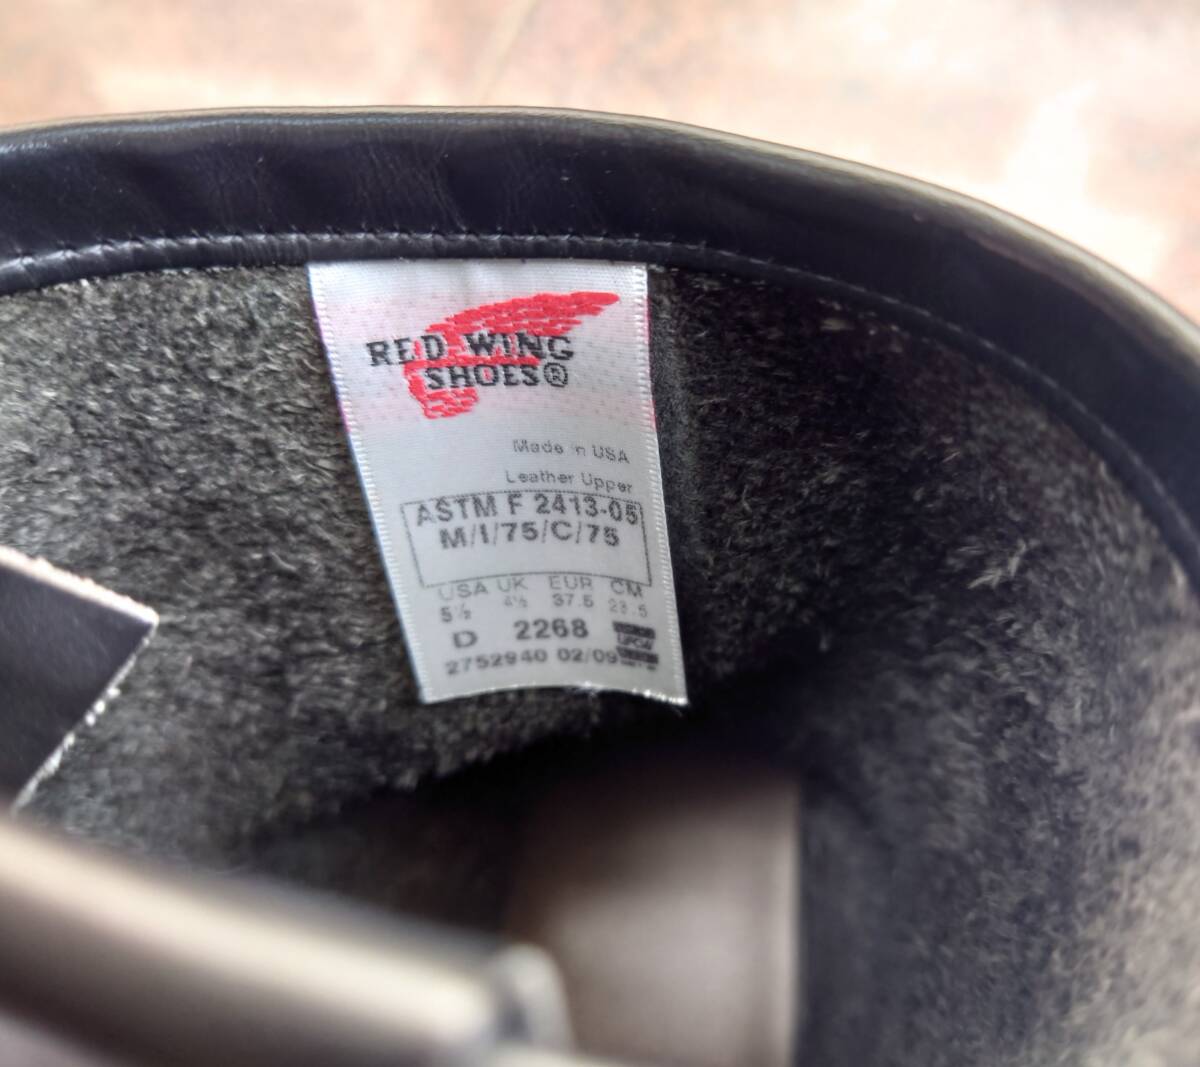 RED WING
SHOES®
Made in USA
Leather Upper
ASTM F 2413-05
M/I/75/C/75
USA UK EUR CM
5½ 4½ 37.5 23.5
D 2268
2752940 02/09